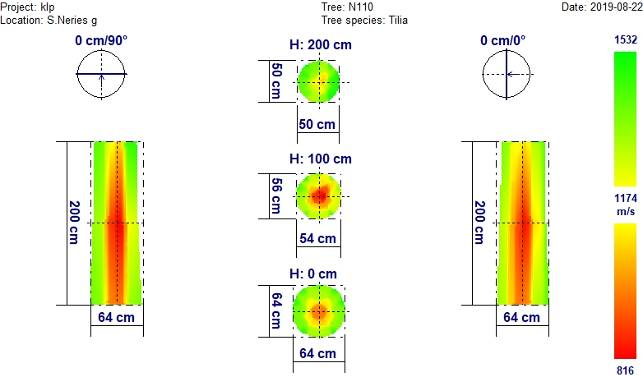 Project: klp
Tree: N110
Date: 2019-08-22
Location: S.Neries g
Tree species: Tilia
0 cm/90°
H: 200 cm
0 cm/0°
1532
50 cm
50 cm
H: 100 cm
56 cm
54 cm
1174
m/s
200 cm
200 cm
H: 0 cm
64 cm
64 cm
64 cm
64 cm
816